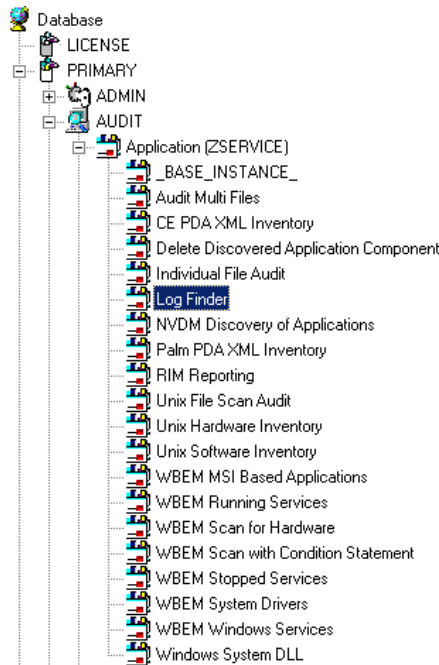 Database
LICENSE
PRIMARY
ADMIN
AUDIT
Application (ZSERVICE)
_BASE_INSTANCE_
Audit Multi Files
CE PDA XML Inventory
Delete Discovered Application Component
Individual File Audit
Log Finder
NVDM Discovery of Applications
Palm PDA XML Inventory
RIM Reporting
Unix File Scan Audit
Unix Hardware Inventory
Unix Software Inventory
WBEM MSI Based Applications
WBEM Running Services
WBEM Scan for Hardware
WBEM Scan with Condition Statement
WBEM Stopped Services
WBEM System Drivers
WBEM Windows Services
Windows System DLL